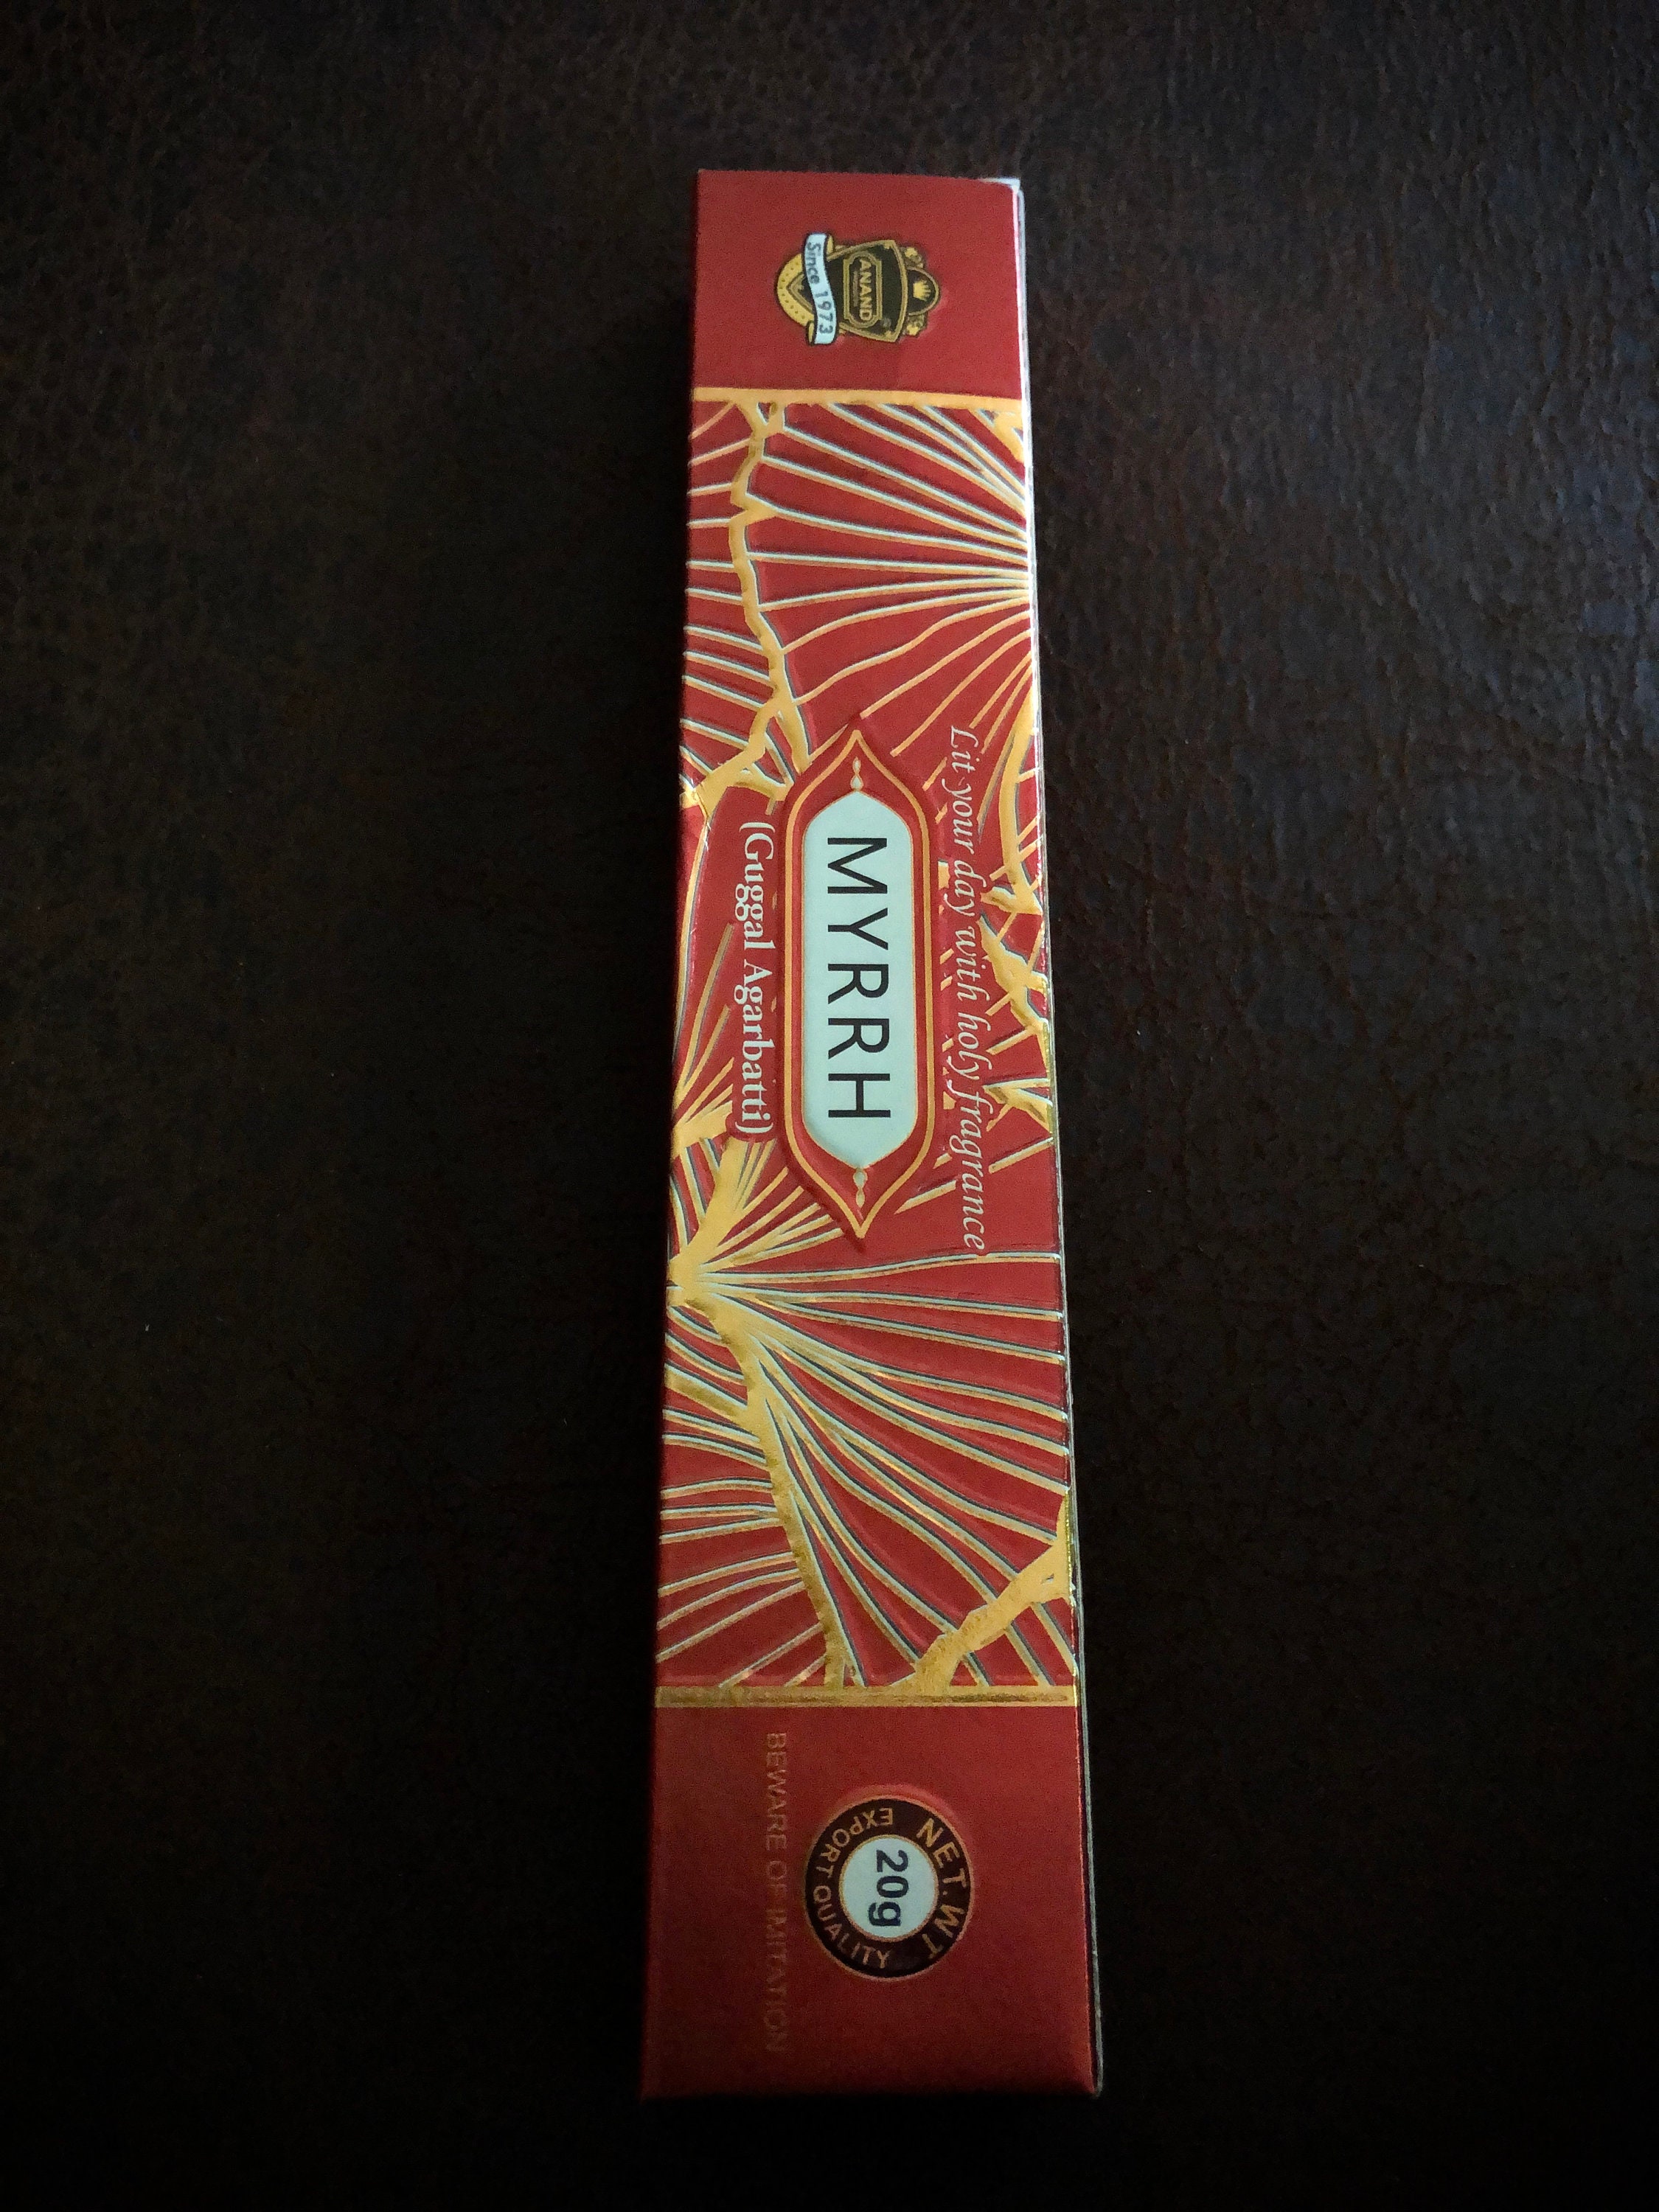 ANAND
Since 1973
Lit your day with holy fragrance
MYRRH
(Guggal Agarbatti)
NET. WT
20g
EXPORT QUALITY
BEWARE OF IMITATION